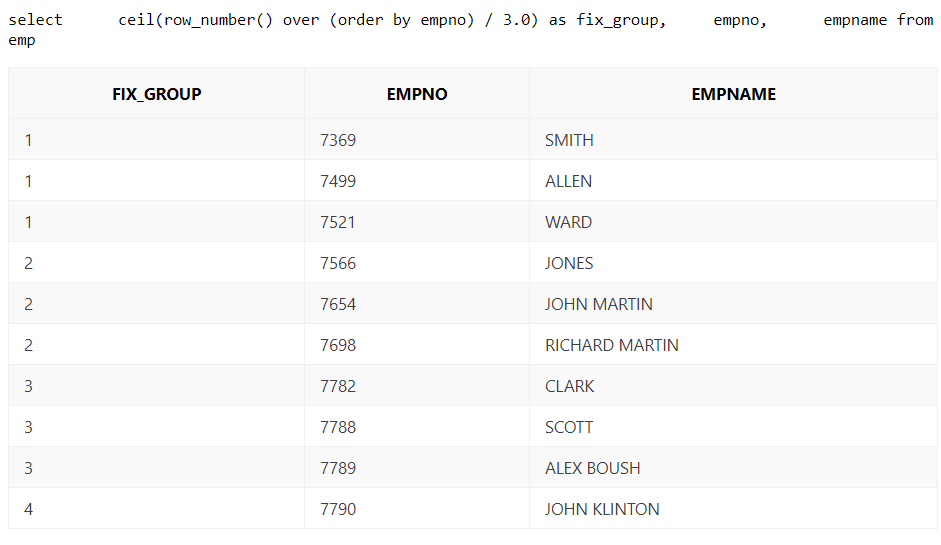 select ceil(row_number() over (order by empno) / 3.0) as fix_group, empno, empname from
emp
FIX_GROUP EMPNO EMPNAME
1 7369 SMITH
1 7499 ALLEN
1 7521 WARD
2 7566 JONES
2 7654 JOHN MARTIN
2 7698 RICHARD MARTIN
3 7782 CLARK
3 7788 SCOTT
3 7789 ALEX BOUSH
4 7790 JOHN KLINTON